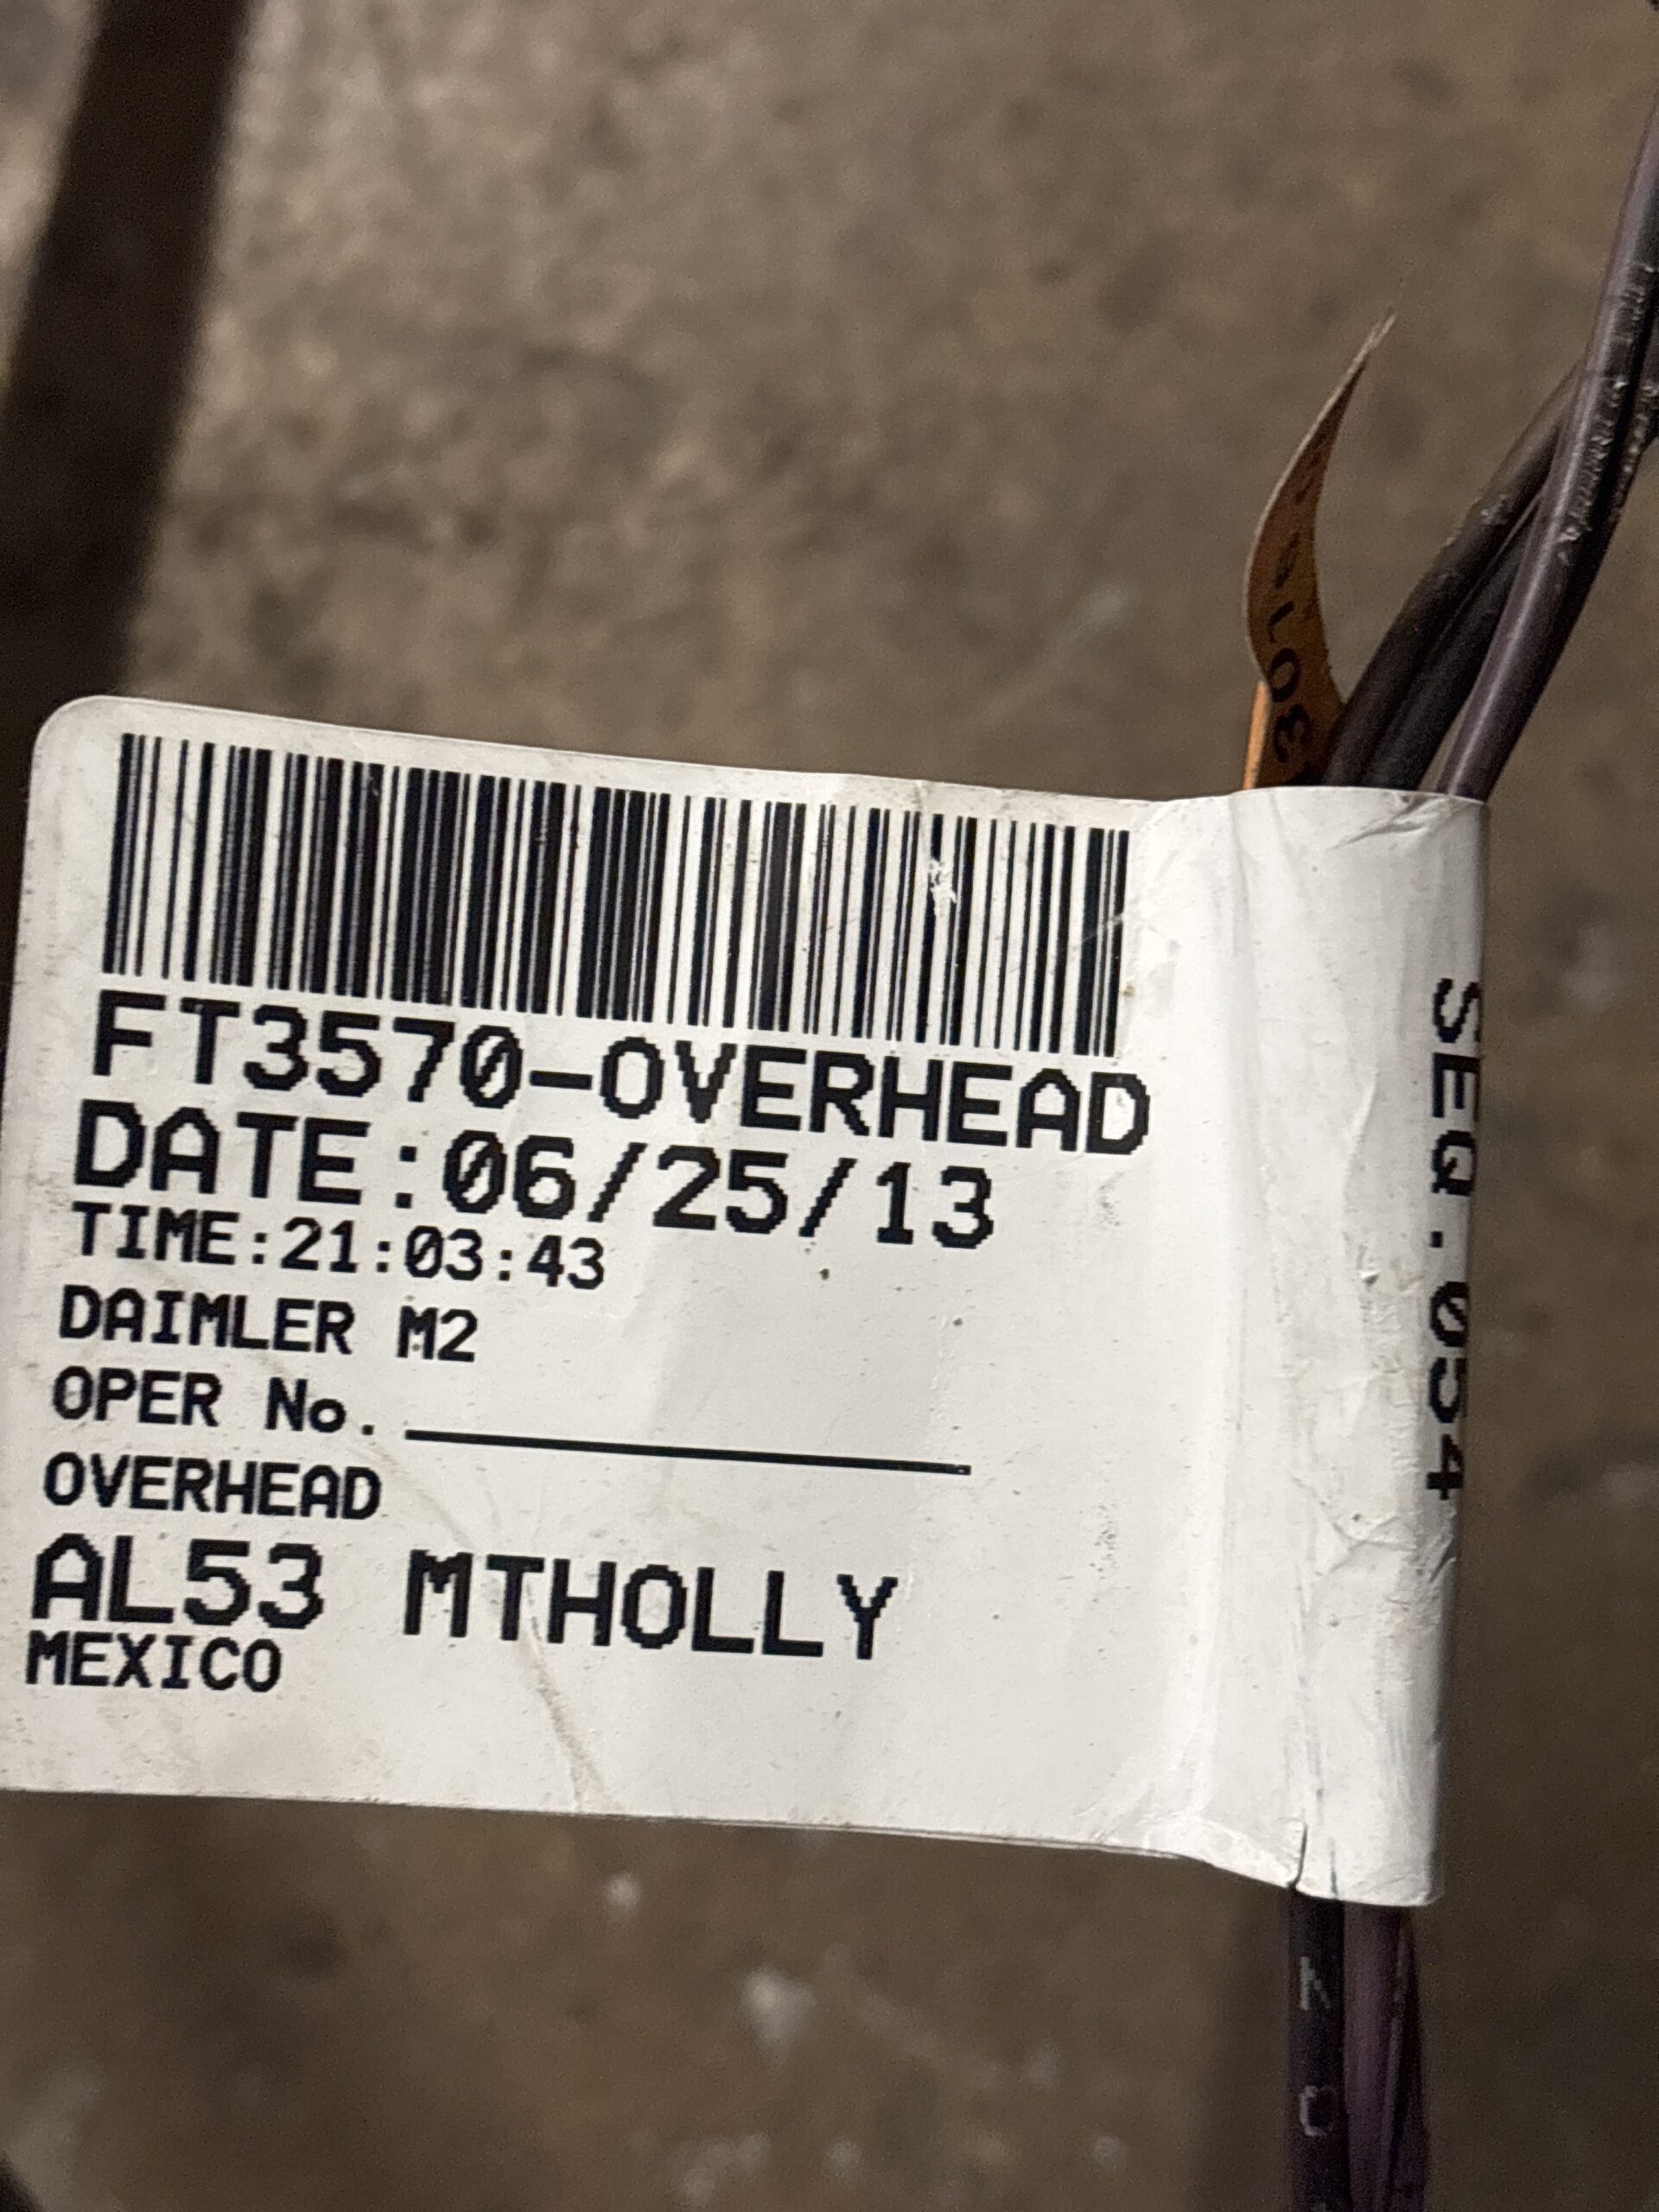 FT3570-OVERHEAD
DATE:06/25/13
TIME:21:03:43
DAIMLER M2
OPER No.
OVERHEAD
AL53 MTHOLLY
MEXICO
SEQ.054